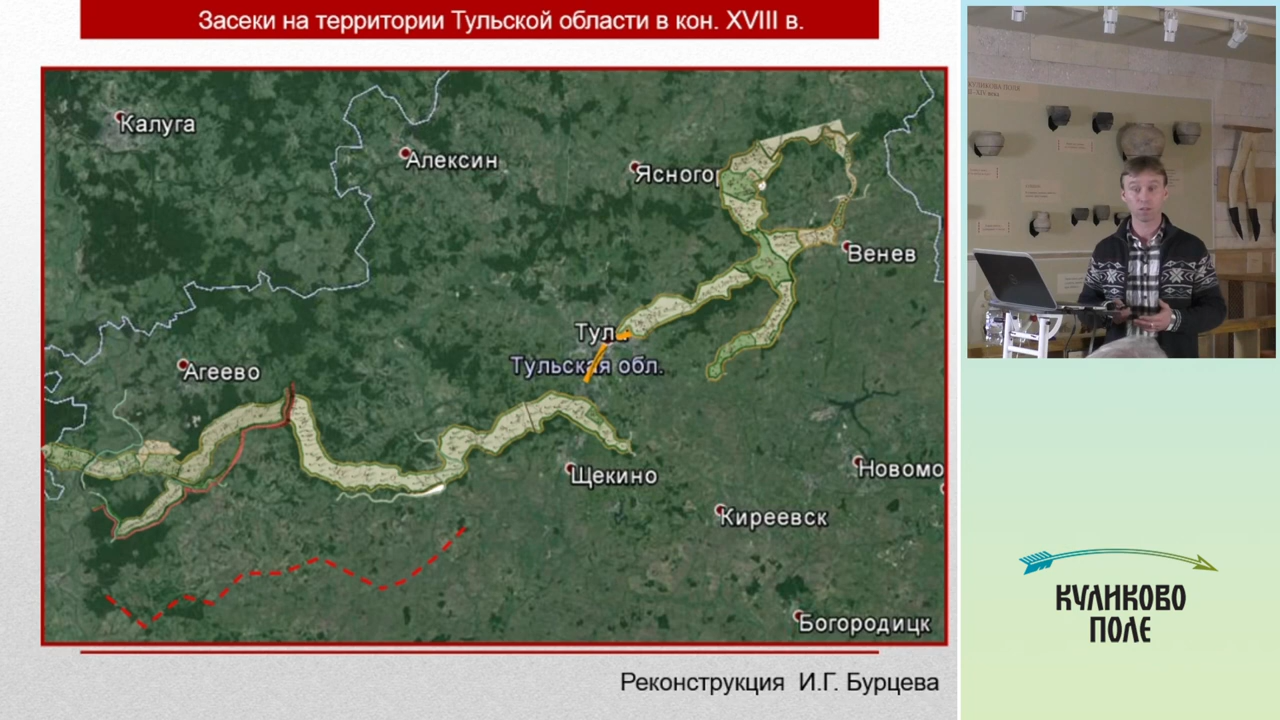 Засеки на территории Тульской области в кон. XVIII в.
Калуга
Алексин
Ясногор
Венев
Тула
Тульская обл.
Агеево
Щекино
Новомо
Киреевск
Богородицк
Реконструкция И.Г. Бурцева
КУЛИКОВО
ПОЛЕ